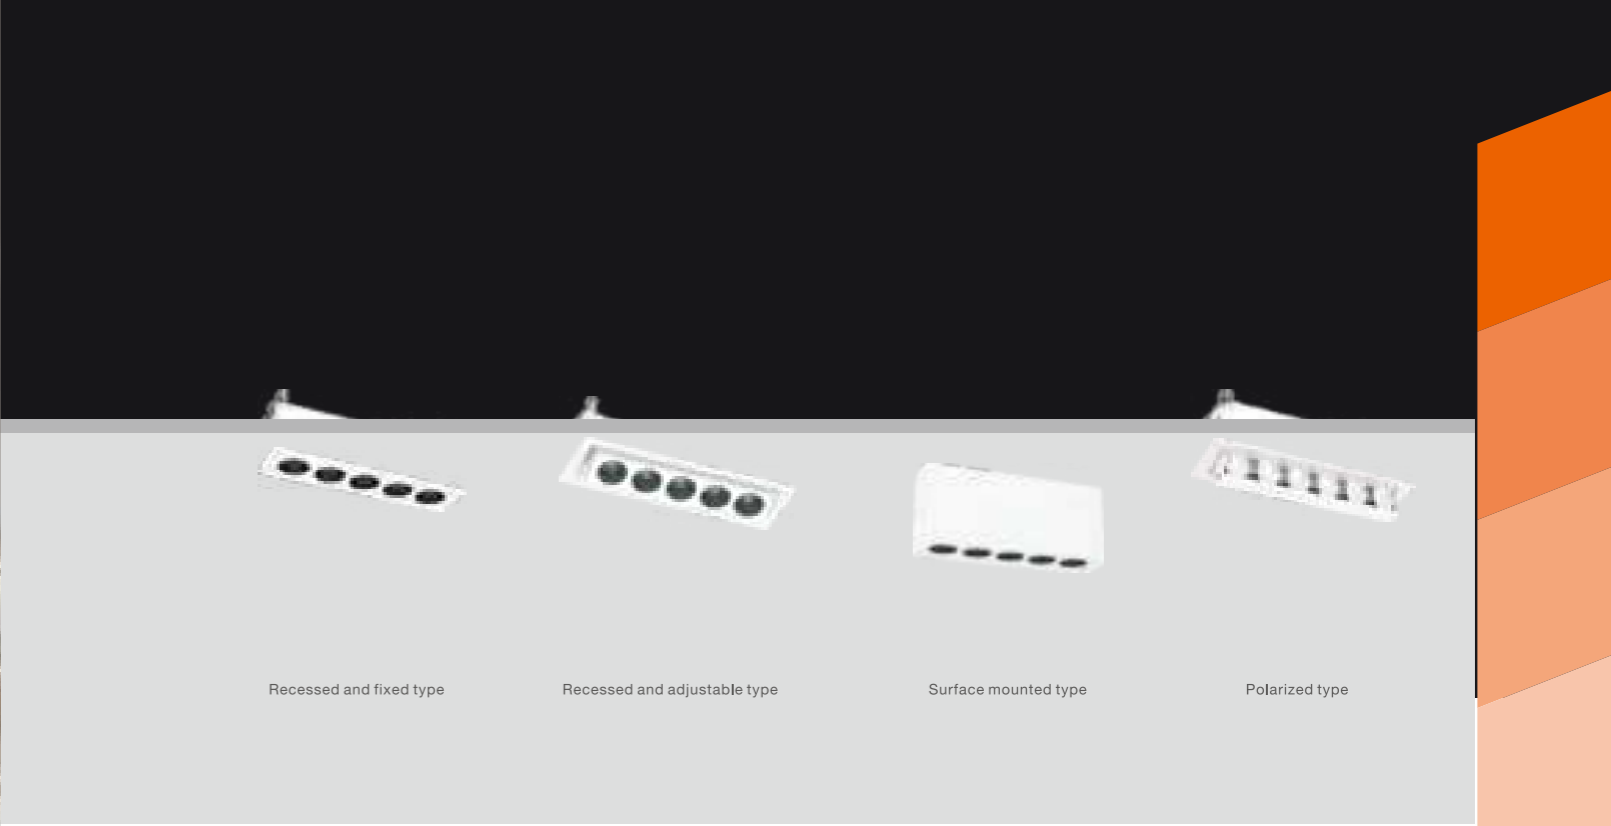 Recessed and fixed type
Recessed and adjustable type
Surface mounted type
Polarized type